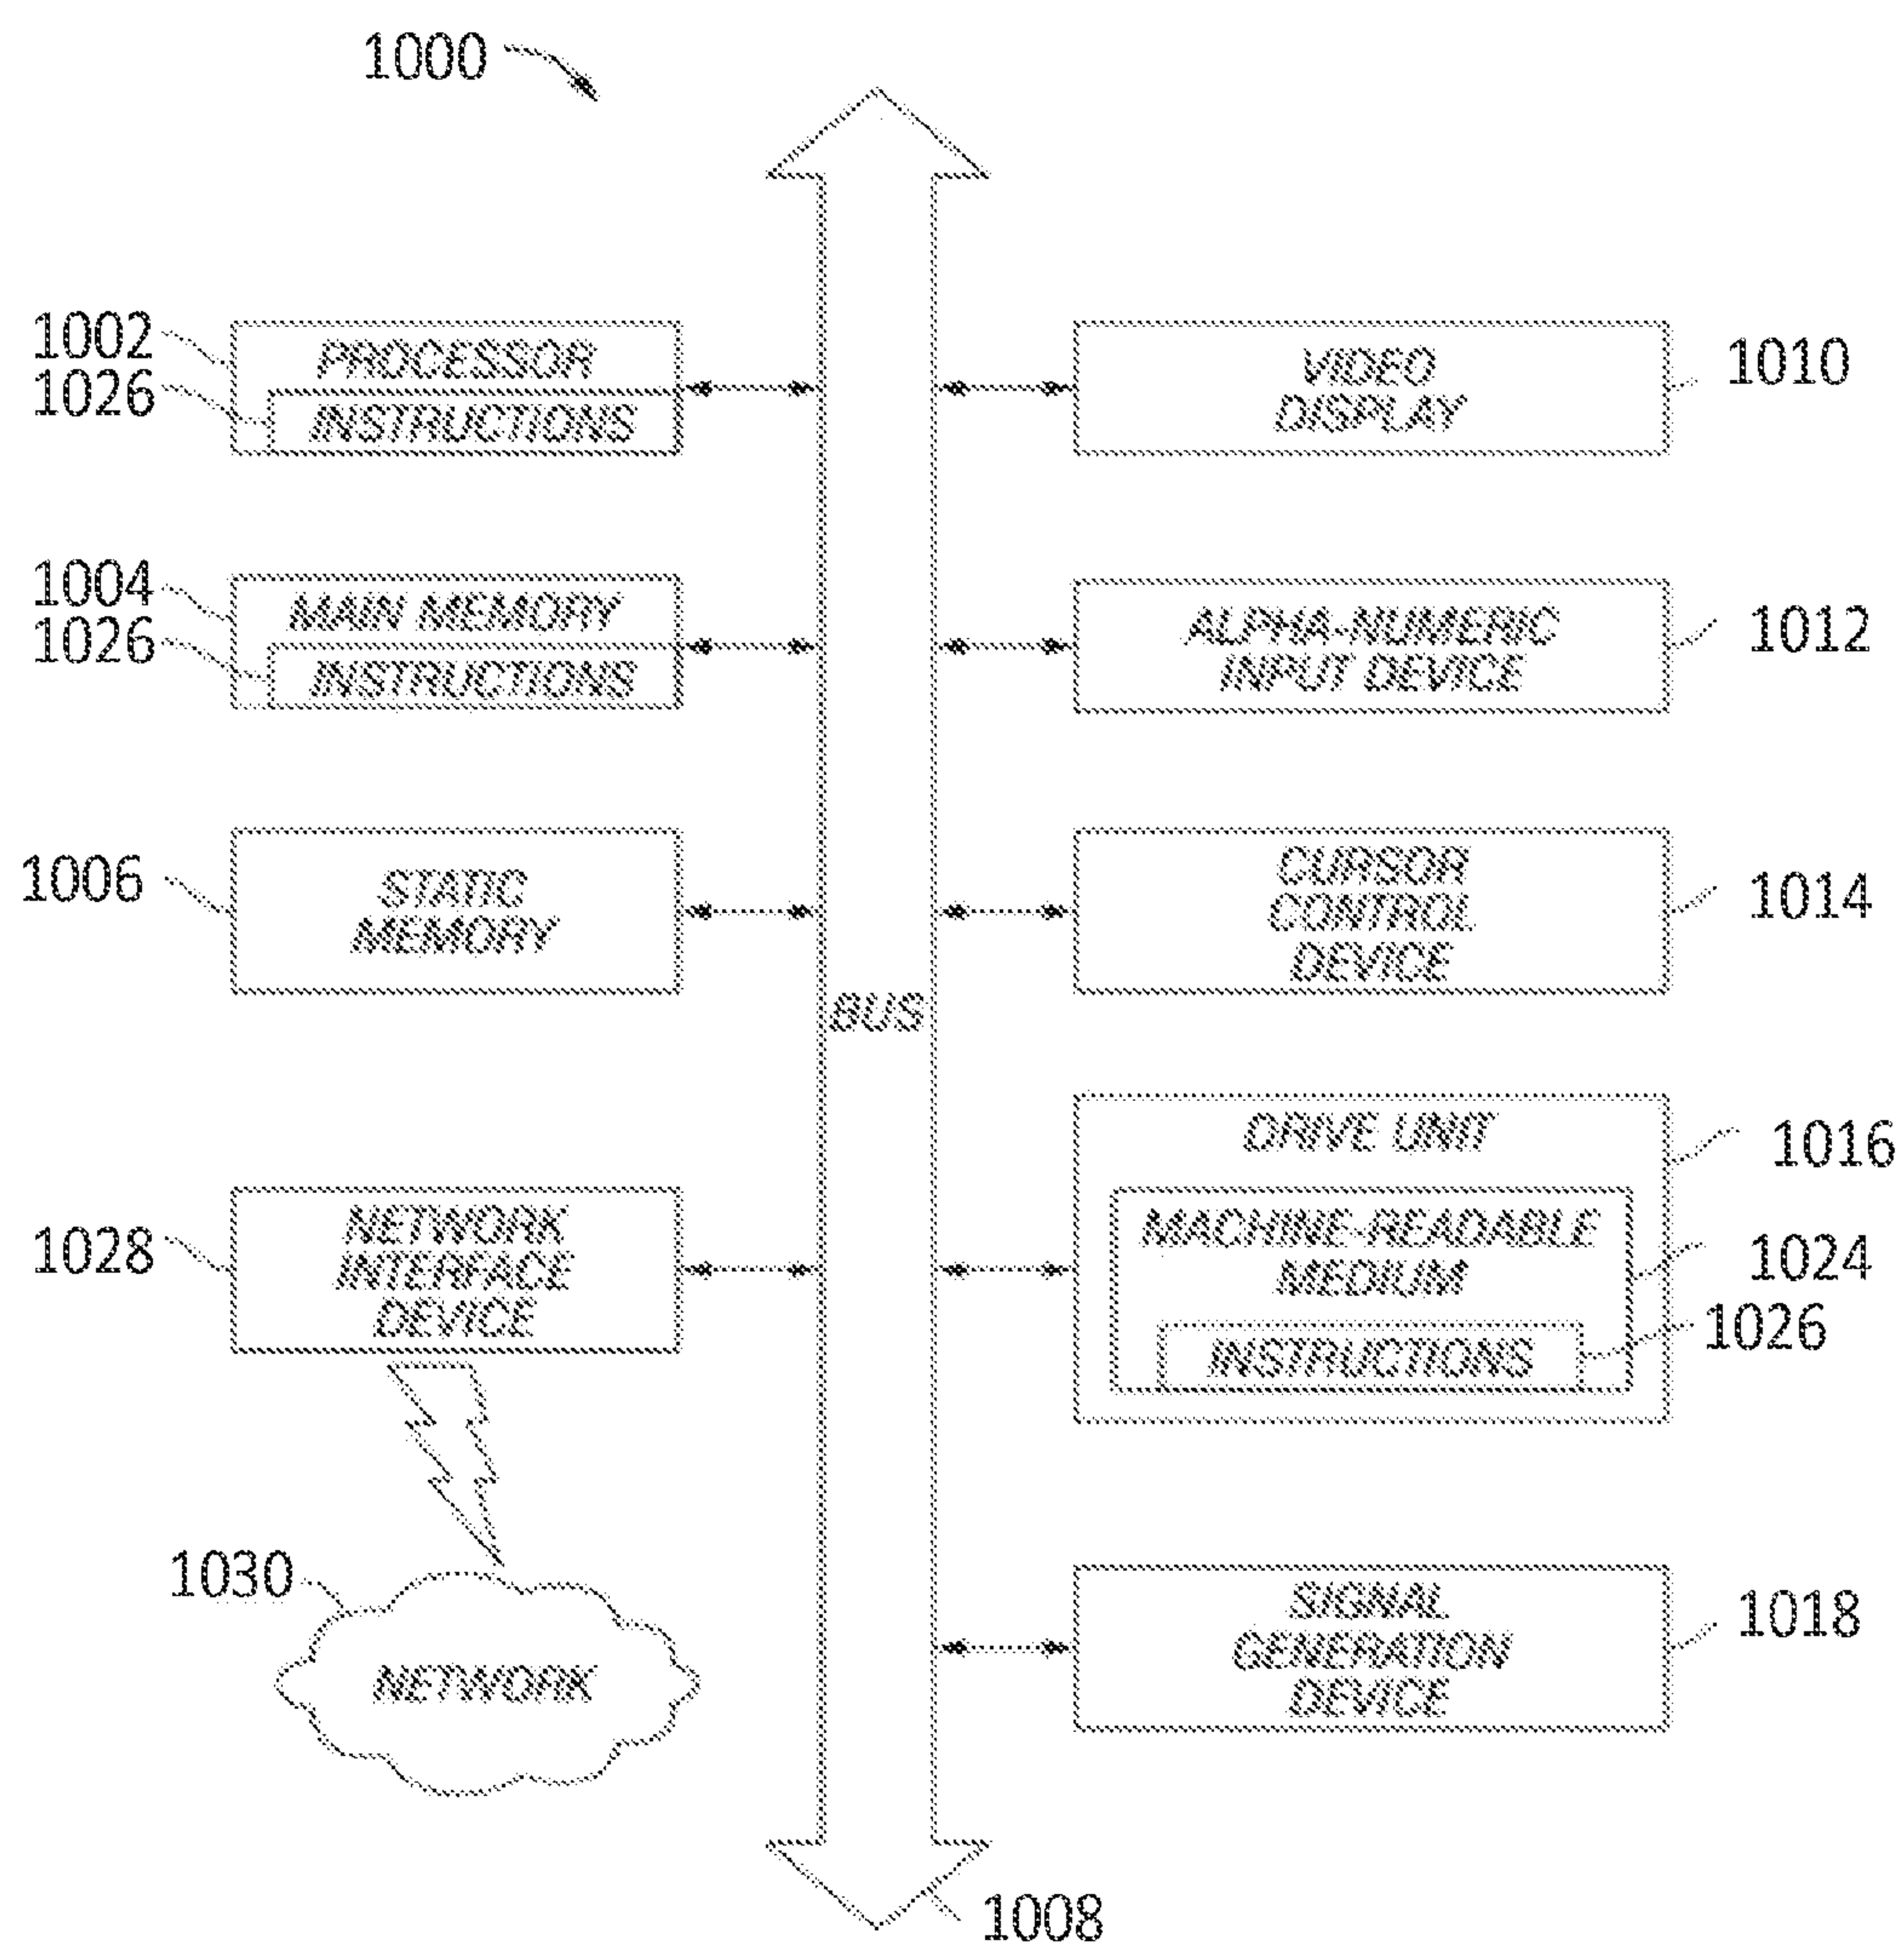 1000
1002
PROCESSOR
1026
INSTRUCTIONS
VIDEO
DISPLAY
1010
1004
MAIN MEMORY
1026
INSTRUCTIONS
ALPHA-NUMERIC
INPUT DEVICE
1012
1006
STATIC
MEMORY
CURSOR
CONTROL
DEVICE
1014
BUS
1028
NETWORK
INTERFACE
DEVICE
DRIVE UNIT
1016
MACHINE-READABLE
MEDIUM
1024
INSTRUCTIONS
1026
1030
NETWORK
SIGNAL
GENERATION
DEVICE
1018
1008